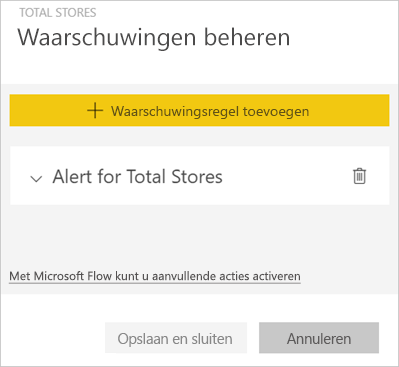 TOTAL STORES
Waarschuwingen beheren
Waarschuwingsregel toevoegen
Alert for Total Stores
Met Microsoft Flow kunt u aanvullende acties activeren
Opslaan en sluiten
Annuleren